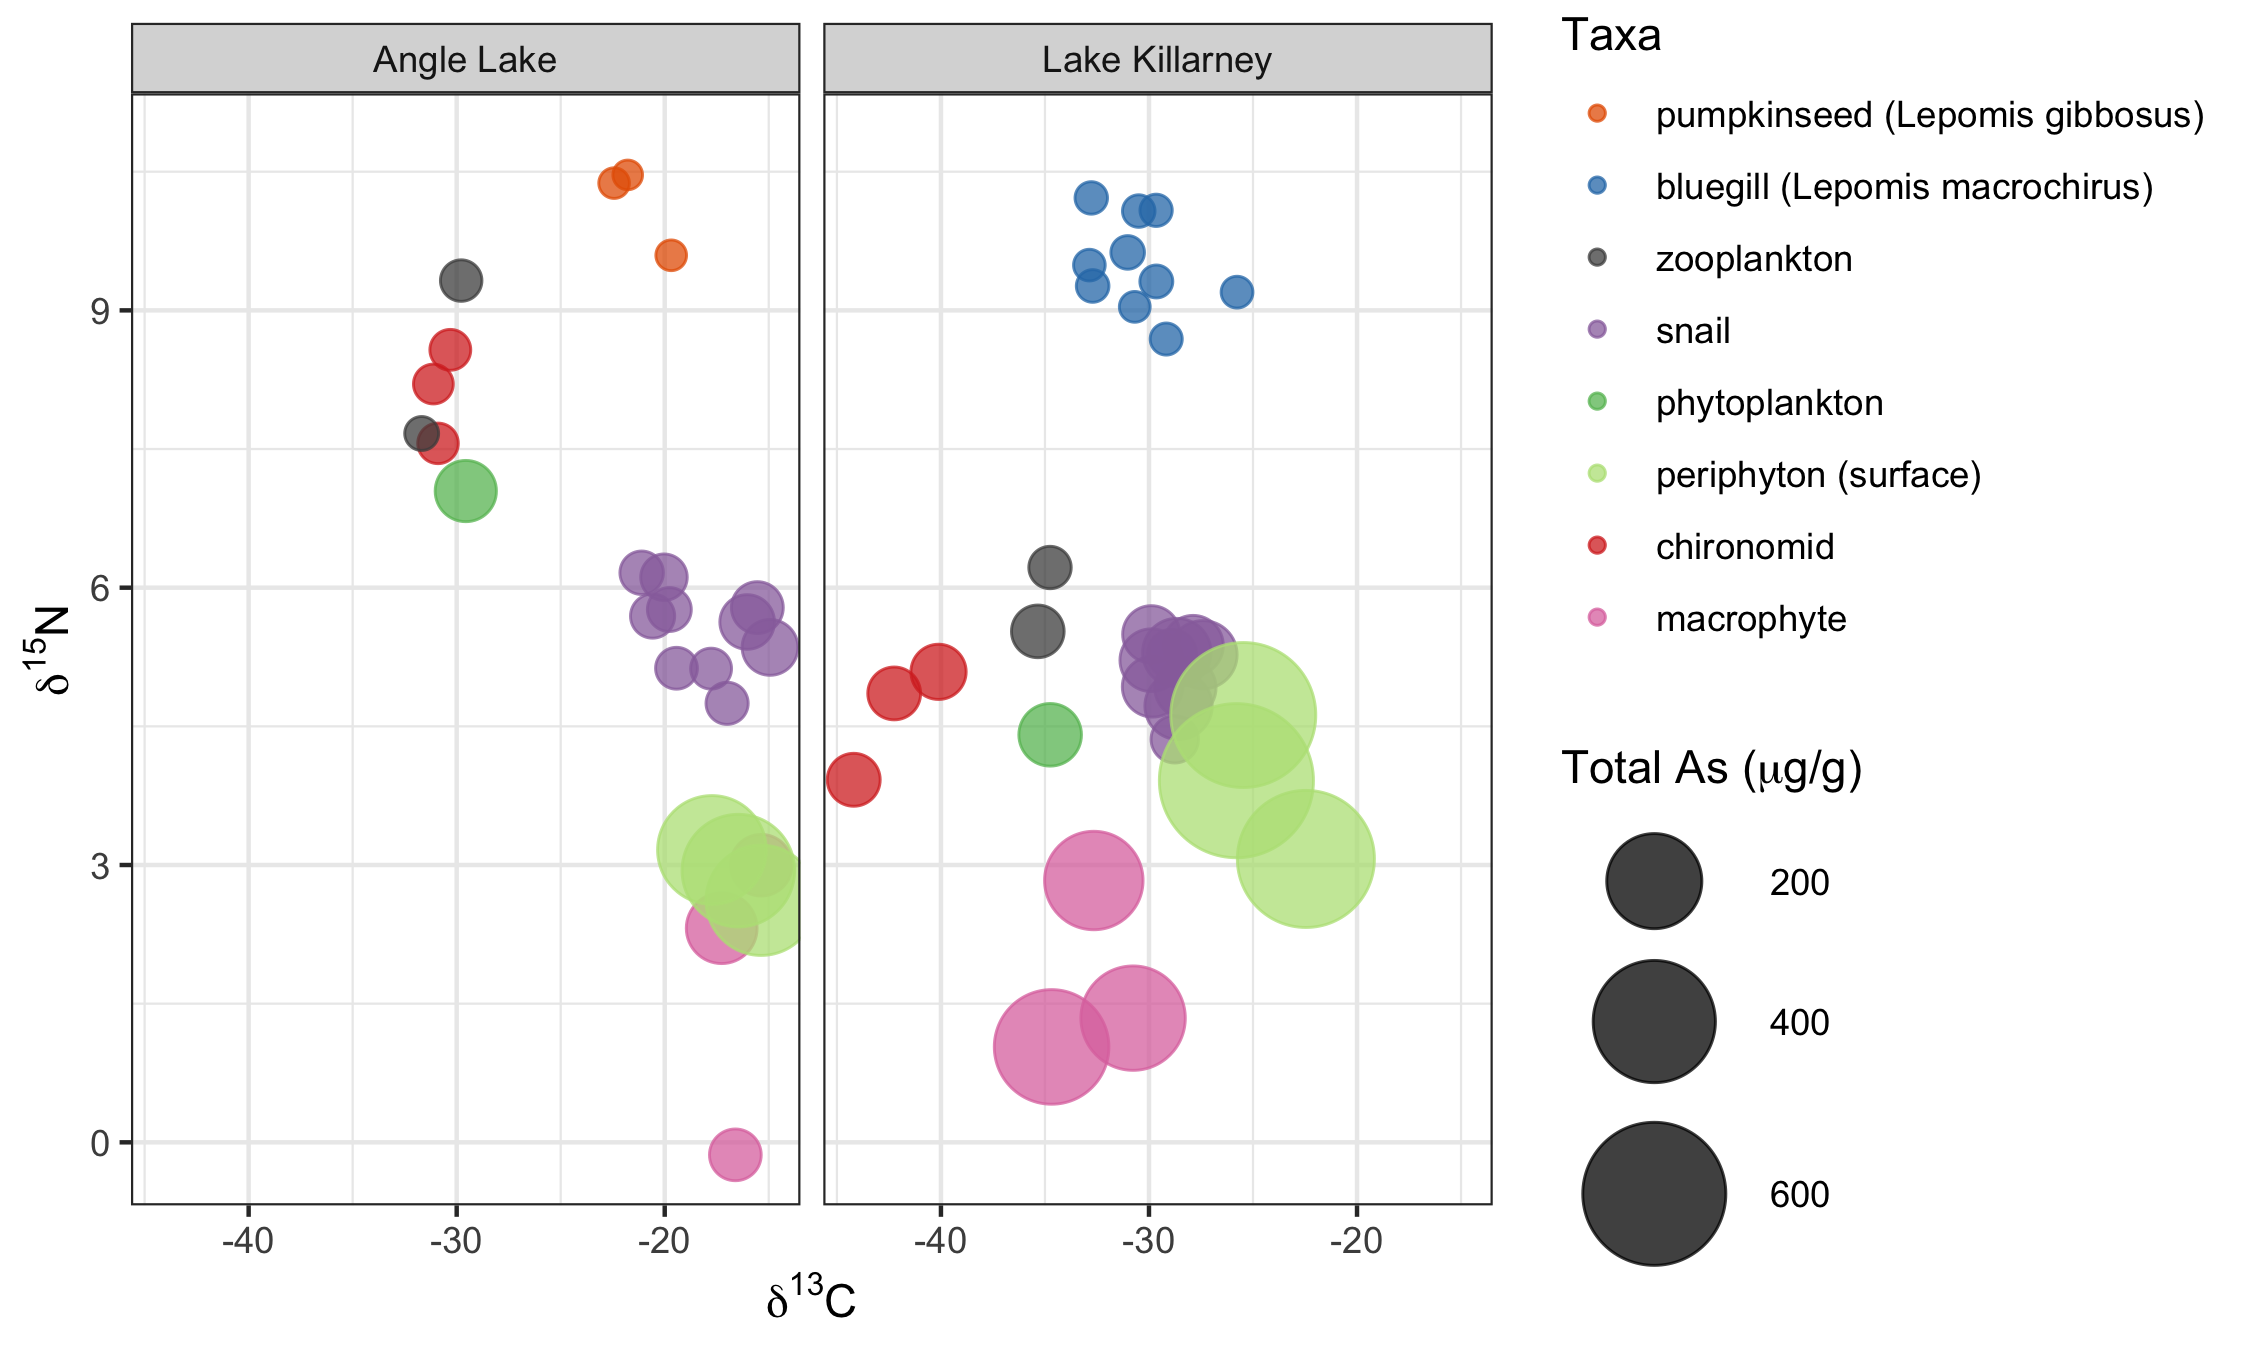 Angle Lake
Lake Killarney
9
6
3
0
δ¹⁵N
-40
-30
-20
-40
-30
-20
δ¹³C
Taxa
pumpkinseed (Lepomis gibbosus)
bluegill (Lepomis macrochirus)
zooplankton
snail
phytoplankton
periphyton (surface)
chironomid
macrophyte
Total As (μg/g)
200
400
600